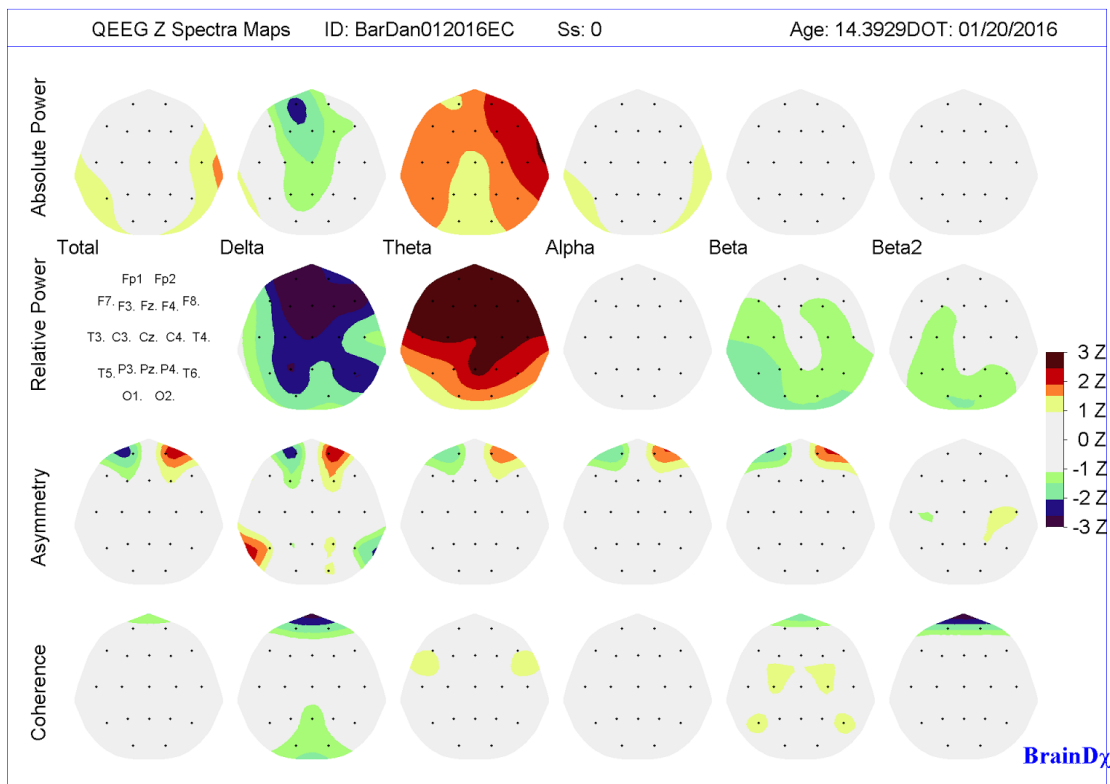 QEEG Z Spectra Maps ID: BarDan012016EC Ss: 0 Age: 14.3929DOT: 01/20/2016
Absolute Power
Total Delta Theta Alpha Beta Beta2
Relative Power
Fp1 Fp2
F7. F3. Fz. F4. F8.
T3. C3. Cz. C4. T4.
T5. P3. Pz. P4. T6.
O1. O2.
3 Z
2 Z
1 Z
0 Z
-1 Z
-2 Z
-3 Z
Asymmetry
Coherence
BrainDχ